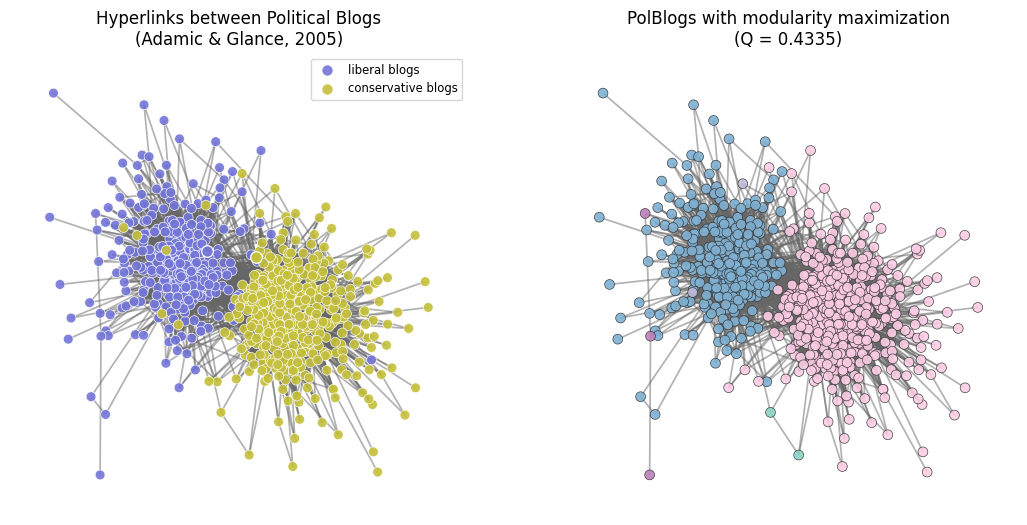 Hyperlinks between Political Blogs
(Adamic & Glance, 2005)
liberal blogs
conservative blogs
PolBlogs with modularity maximization
(Q = 0.4335)